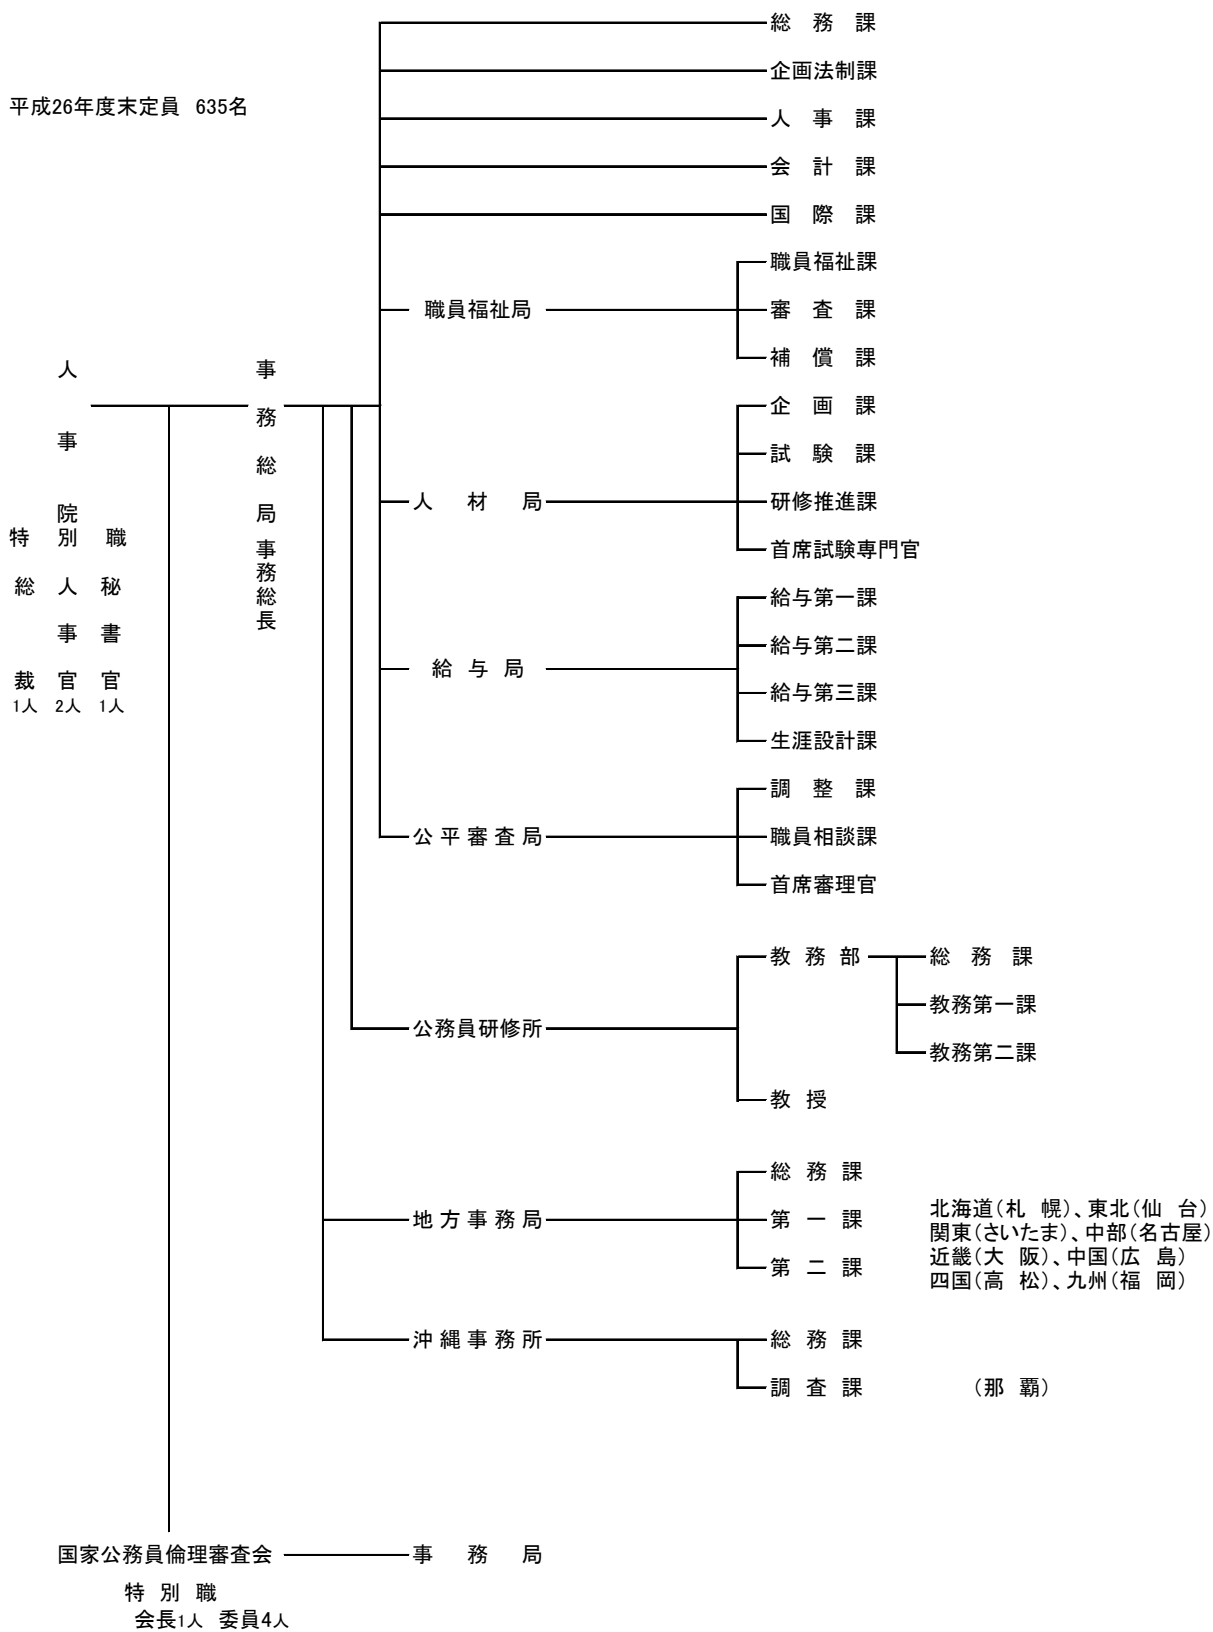 平成26年度末定員 635名
総務課
企画法制課
人事課
会計課
国際課
職員福祉局
職員福祉課
審査課
補償課
人事院
特別職
総裁
1人
人事官
2人
秘書官
1人
事務総局
事務総長
人材局
企画課
試験課
研修推進課
首席試験専門官
給与局
給与第一課
給与第二課
給与第三課
生涯設計課
公平審査局
調整課
職員相談課
首席審理官
公務員研修所
教務部
総務課
教務第一課
教務第二課
教授
地方事務局
総務課
第一課
第二課
北海道(札 幌)、東北(仙 台)
関東(さいたま)、中部(名古屋)
近畿(大 阪)、中国(広 島)
四国(高 松)、九州(福 岡)
沖縄事務所
総務課
調査課
(那 覇)
国家公務員倫理審査会
事務局
特別職
会長1人 委員4人